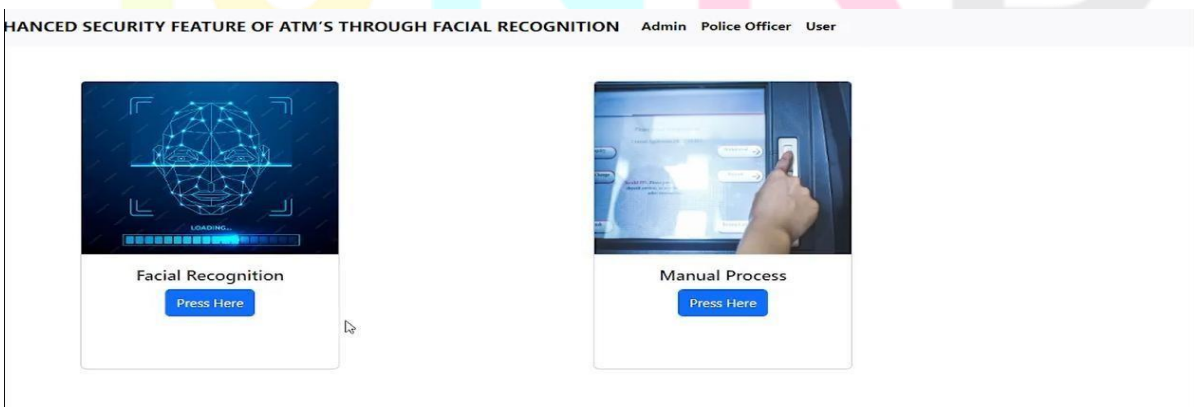 HANCED SECURITY FEATURE OF ATM'S THROUGH FACIAL RECOGNITION Admin Police Officer User
LOADING...
Facial Recognition
Press Here
Manual Process
Press Here